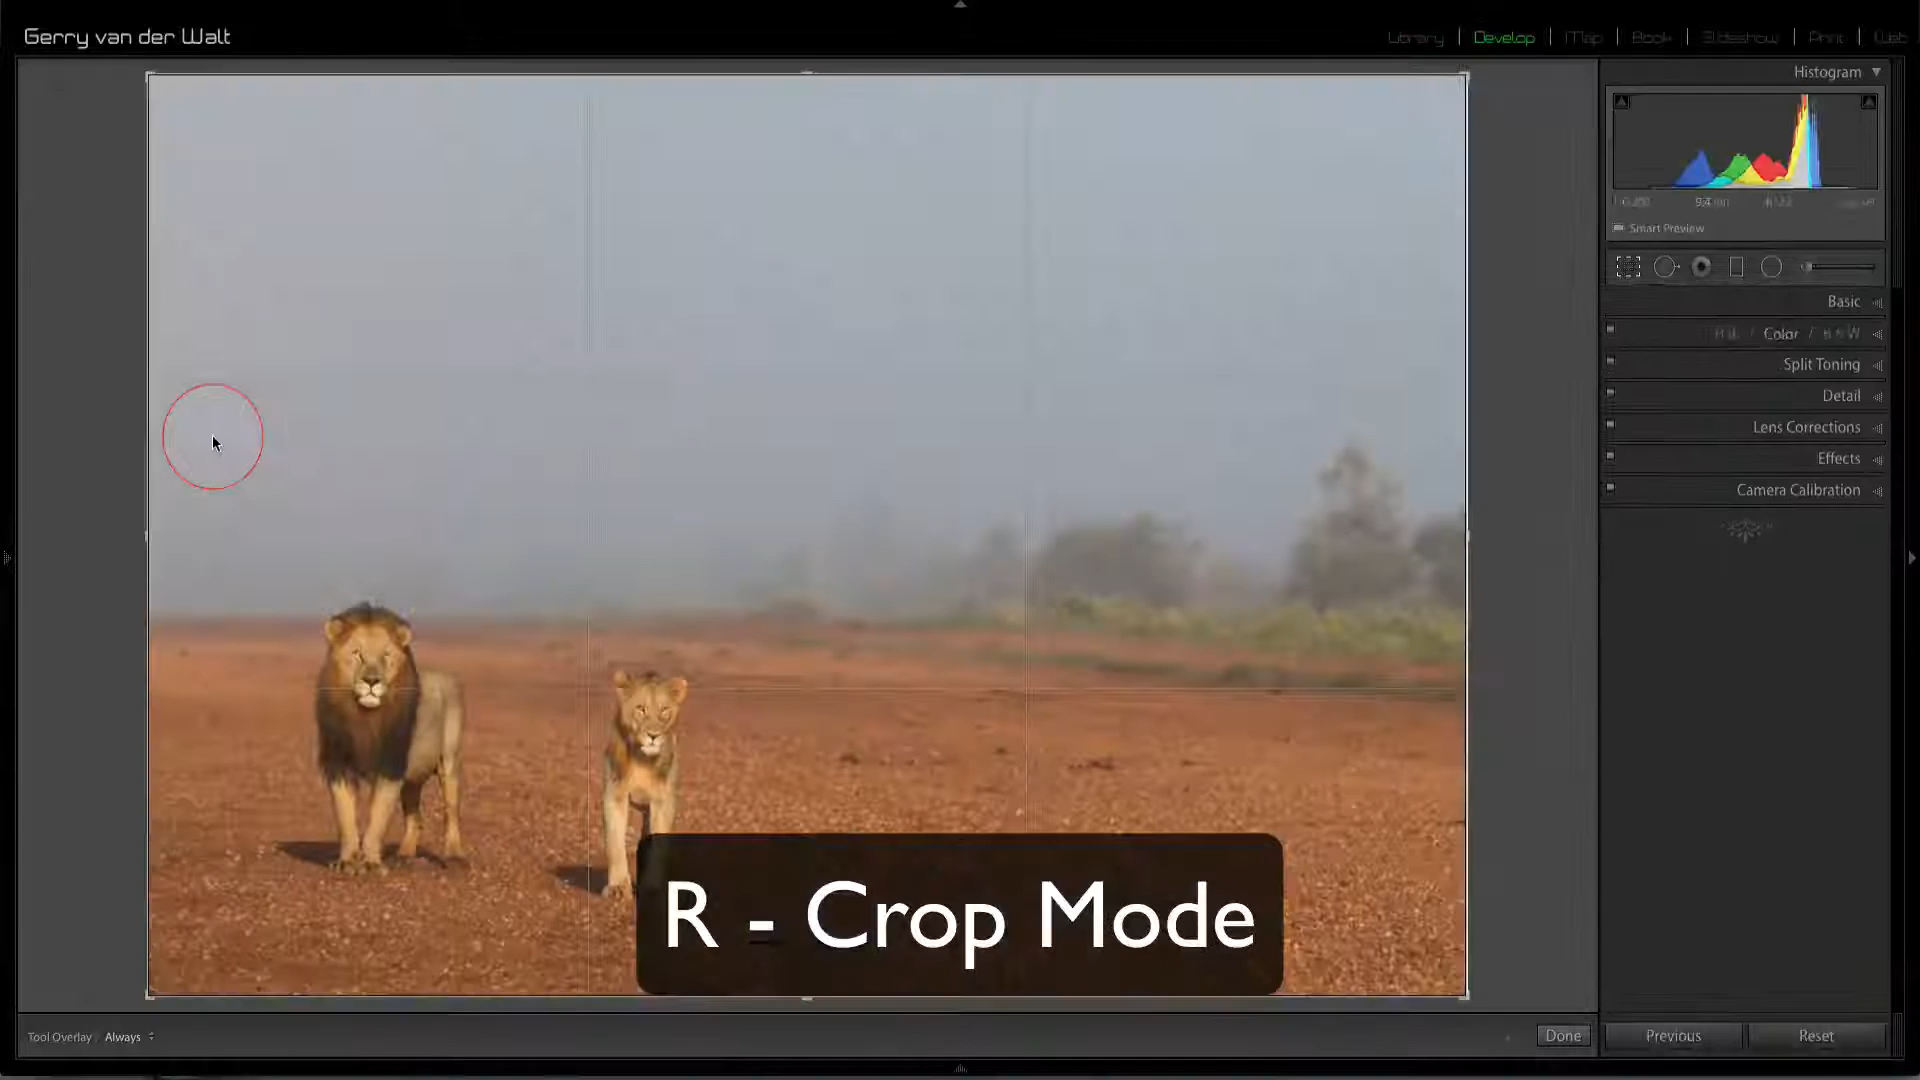 Gerry van der Walt
Library | Develop | Map | Book | Slideshow | Print | Web
Histogram
Smart Preview
Basic
Color
Split Toning
Detail
Lens Corrections
Effects
Camera Calibration
R - Crop Mode
Tool Overlay Always
Done
Previous
Reset